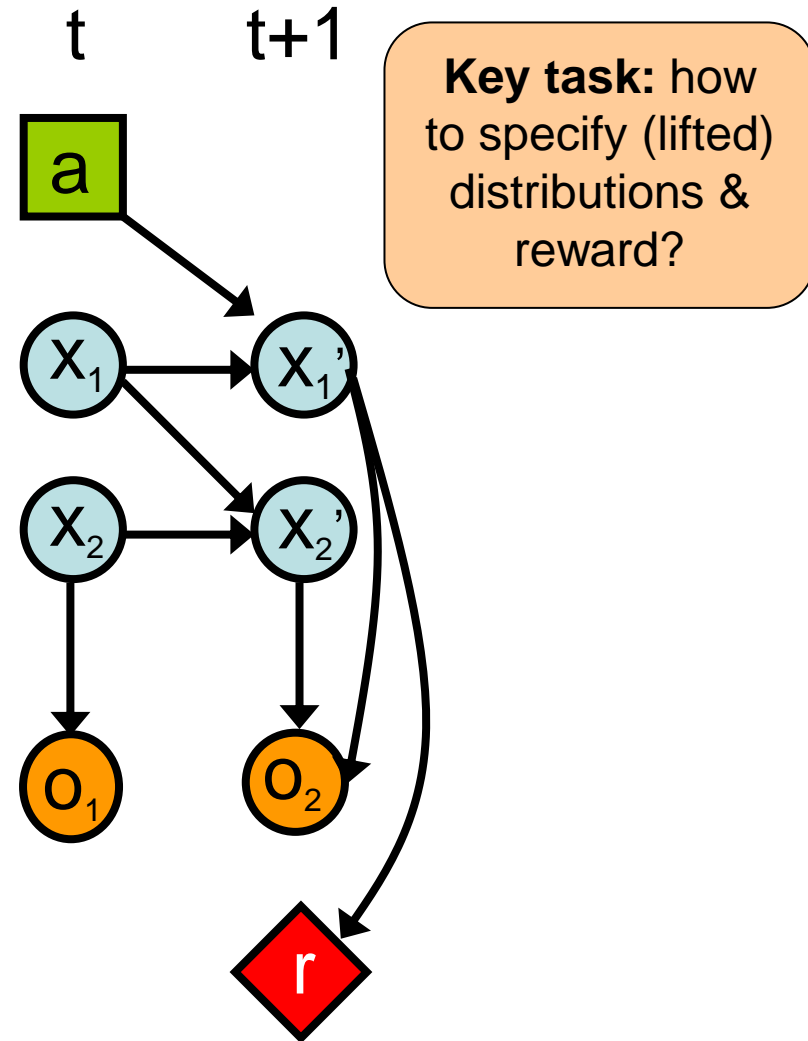 t t+1
Key task: how
to specify (lifted)
distributions &
reward?
a
x₁ x₁’
x₂ x₂’
o₁ o₂
r